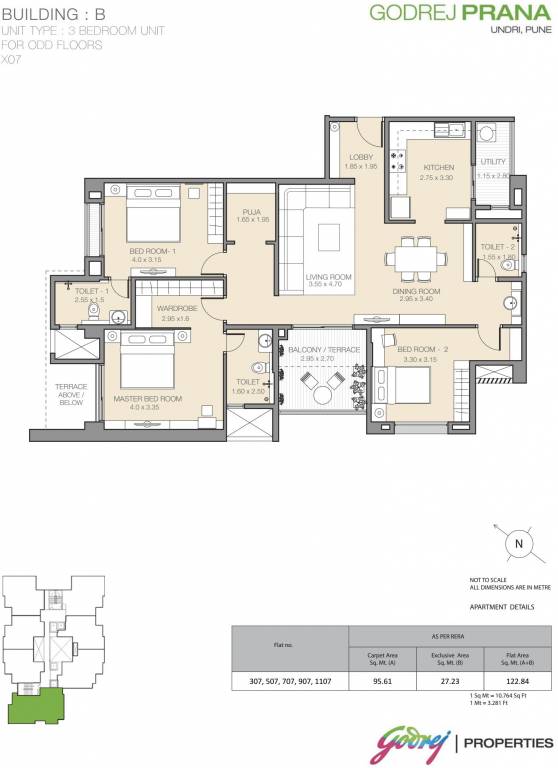 BUILDING : B
UNIT TYPE : 3 BEDROOM UNIT
FOR ODD FLOORS
X07
GODREJ PRANA
UNDRI, PUNE
LOBBY
1.85 x 1.95
KITCHEN
2.75 x 3.30
UTILITY
1.15 x 2.80
PUJA
1.65 x 1.95
BED ROOM- 1
4.0 x 3.15
LIVING ROOM
3.55 x 4.70
TOILET - 2
1.55 x 1.80
DINING ROOM
2.95 x 3.40
TOILET - 1
2.55 x 1.5
WARDROBE
2.95 x1.6
BALCONY / TERRACE
2.95 x 2.70
BED ROOM - 2
3.30 x 3.15
TERRACE
ABOVE /
BELOW
MASTER BED ROOM
4.0 x 3.35
TOILET
1.60 x 2.50
N
NOT TO SCALE
ALL DIMENSIONS ARE IN METRE
APARTMENT DETAILS
Flat no.
AS PER RERA
Carpet Area
Sq. Mt. (A)
Exclusive Area
Sq. Mt. (B)
Flat Area
Sq. Mt. (A+B)
307, 507, 707, 907, 1107
95.61
27.23
122.84
1 Sq Mt = 10.764 Sq Ft
1 Mt = 3.281 Ft
Godrej | PROPERTIES